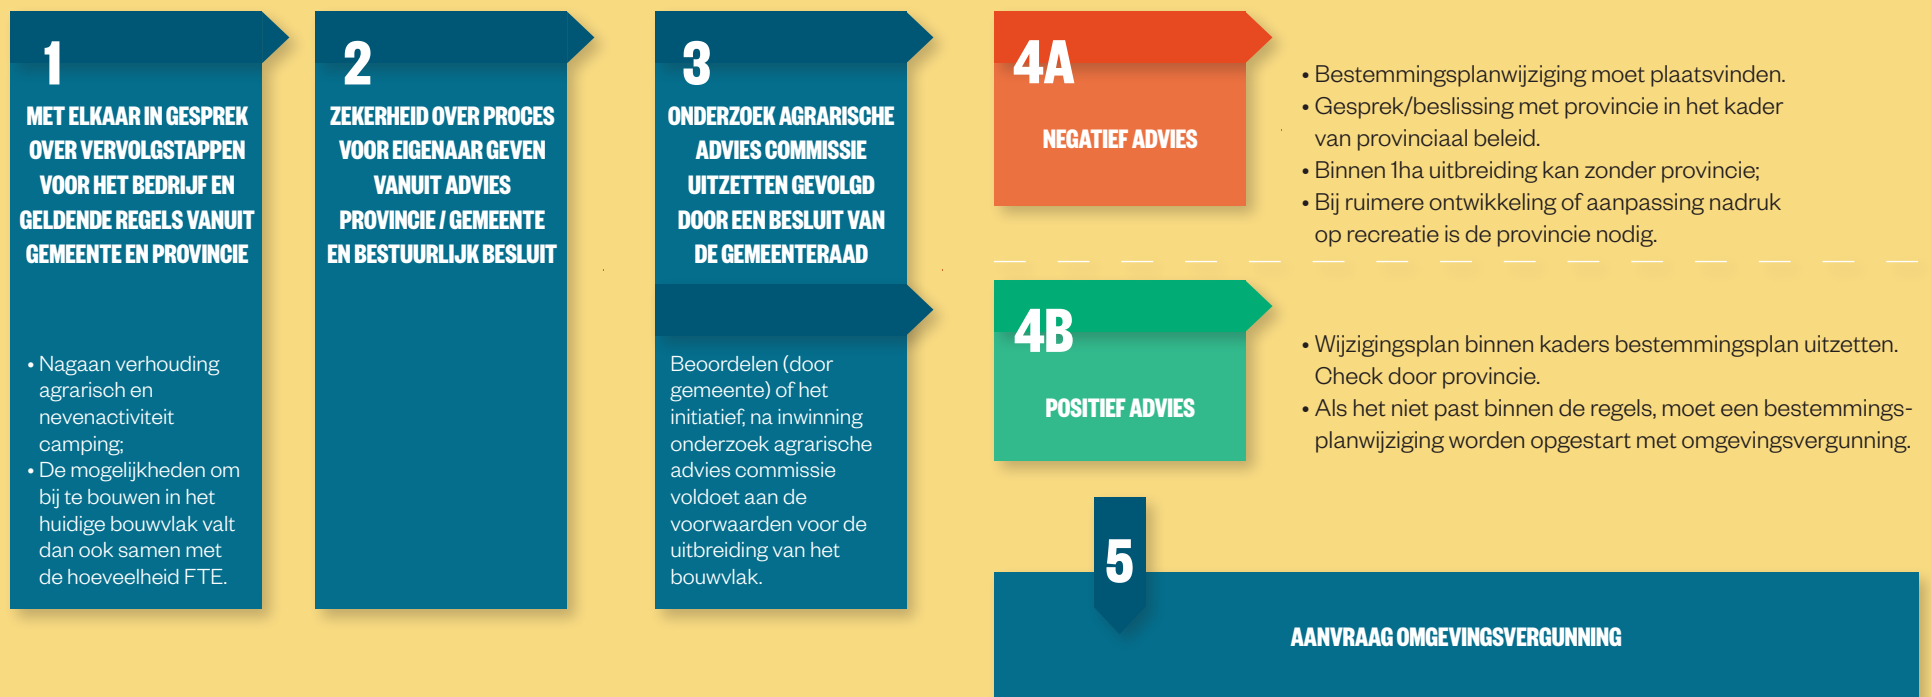 1
MET ELKAAR IN GESPREK
OVER VERVOLGSTAPPEN
VOOR HET BEDRIJF EN
GELDENDE REGELS VANUIT
GEMEENTE EN PROVINCIE
• Nagaan verhouding
agrarisch en
nevenactiviteit
camping;
• De mogelijkheden om
bij te bouwen in het
huidige bouwvlak valt
dan ook samen met
de hoeveelheid FTE.
2
ZEKERHEID OVER PROCES
VOOR EIGENAAR GEVEN
VANUIT ADVIES
PROVINCIE / GEMEENTE
EN BESTUURLIJK BESLUIT
3
ONDERZOEK AGRARISCHE
ADVIES COMMISSIE
UITZETTEN GEVOLGD
DOOR EEN BESLUIT VAN
DE GEMEENTERAAD
Beoordelen (door
gemeente) of het
initiatief, na inwinning
onderzoek agrarische
advies commissie
voldoet aan de
voorwaarden voor de
uitbreiding van het
bouwvlak.
4A
NEGATIEF ADVIES
• Bestemmingsplanwijziging moet plaatsvinden.
• Gesprek/beslissing met provincie in het kader
van provinciaal beleid.
• Binnen 1ha uitbreiding kan zonder provincie;
• Bij ruimere ontwikkeling of aanpassing nadruk
op recreatie is de provincie nodig.
4B
POSITIEF ADVIES
• Wijzigingsplan binnen kaders bestemmingsplan uitzetten.
Check door provincie.
• Als het niet past binnen de regels, moet een bestemmings-
planwijziging worden opgestart met omgevingsvergunning.
5
AANVRAAG OMGEVINGSVERGUNNING